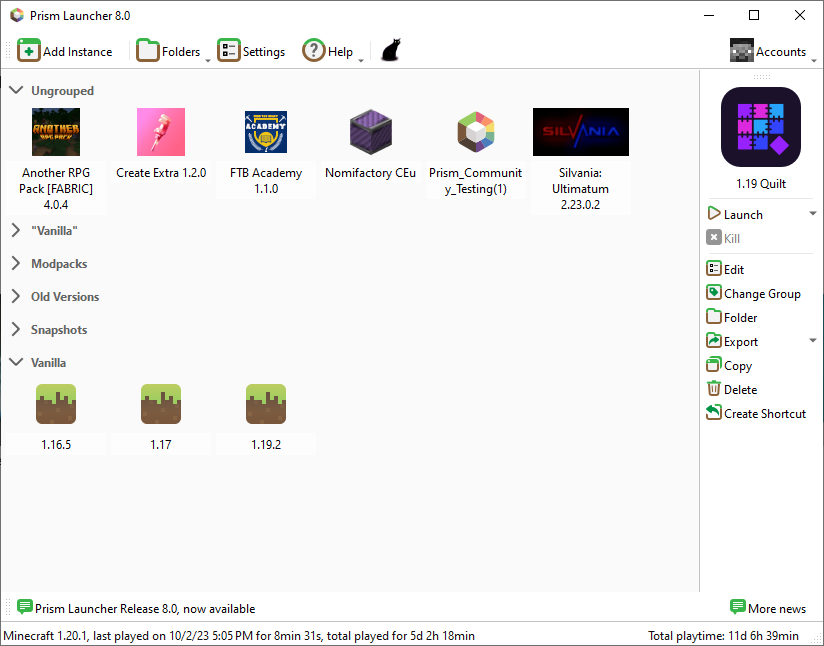 Prism Launcher 8.0
Add Instance
Folders
Settings
Help
Accounts
Ungrouped
ANOTHER
RPG PACK
ACADEMY
SILVANIA
Another RPG
Pack [FABRIC]
4.0.4
Create Extra 1.2.0
FTB Academy
1.1.0
Nomifactory CEu
Prism_Communit
y_Testing(1)
Silvania:
Ultimatum
2.23.0.2
"Vanilla"
Modpacks
Old Versions
Snapshots
Vanilla
1.16.5
1.17
1.19.2
1.19 Quilt
Launch
Kill
Edit
Change Group
Folder
Export
Copy
Delete
Create Shortcut
Prism Launcher Release 8.0, now available
More news
Minecraft 1.20.1, last played on 10/2/23 5:05 PM for 8min 31s, total played for 5d 2h 18min
Total playtime: 11d 6h 39min